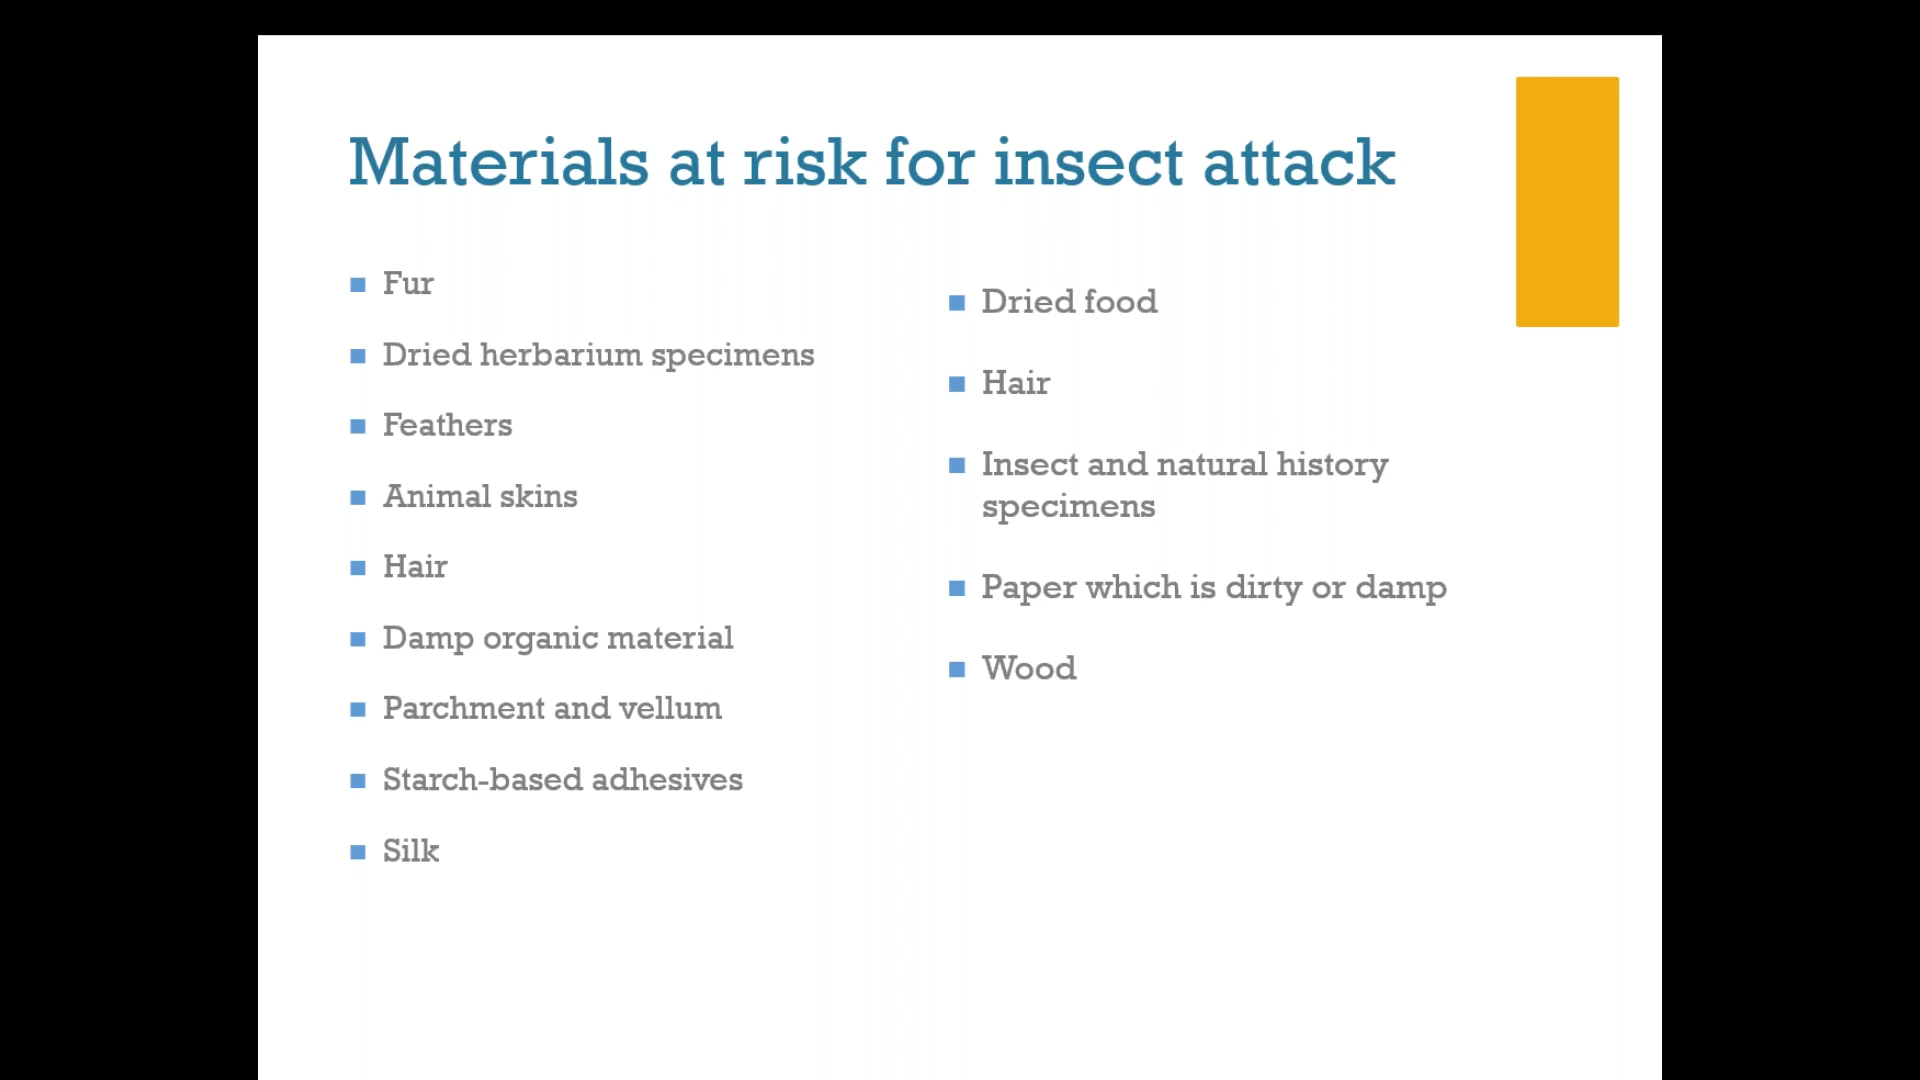 Materials at risk for insect attack
Fur
Dried herbarium specimens
Feathers
Animal skins
Hair
Damp organic material
Parchment and vellum
Starch-based adhesives
Silk
Dried food
Hair
Insect and natural history
specimens
Paper which is dirty or damp
Wood